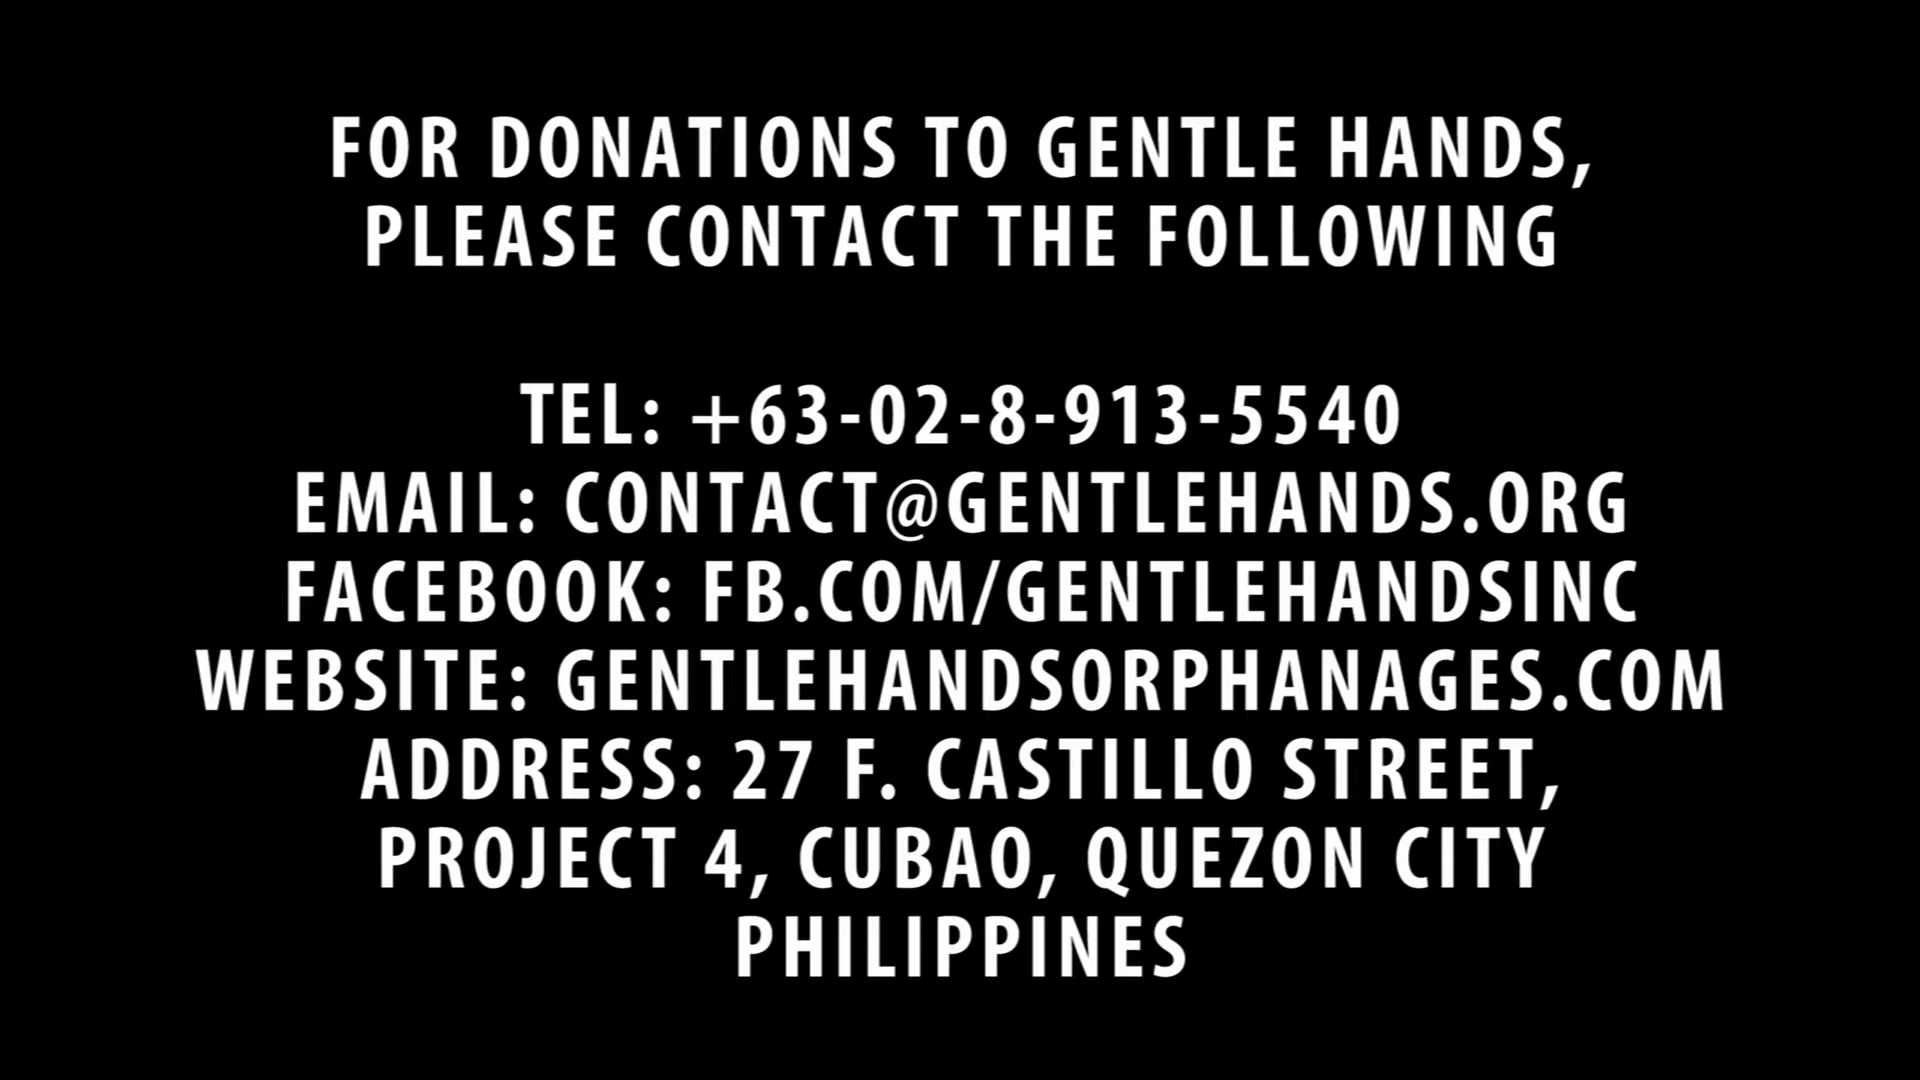 FOR DONATIONS TO GENTLE HANDS,
PLEASE CONTACT THE FOLLOWING
TEL: +63-02-8-913-5540
EMAIL: CONTACT@GENTLEHANDS.ORG
FACEBOOK: FB.COM/GENTLEHANDSINC
WEBSITE: GENTLEHANDSORPHANAGES.COM
ADDRESS: 27 F. CASTILLO STREET,
PROJECT 4, CUBAO, QUEZON CITY
PHILIPPINES